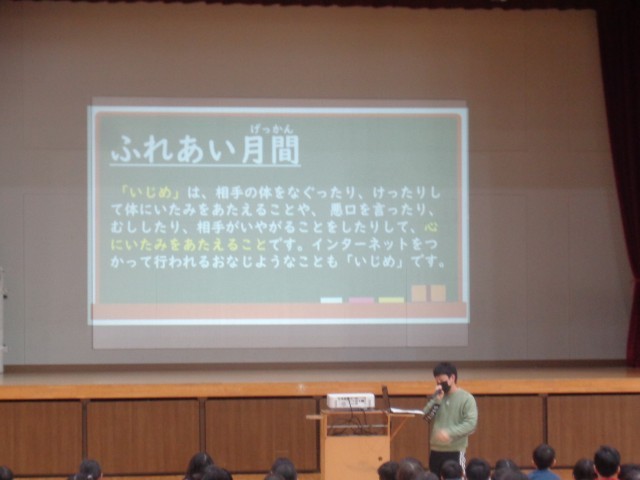 げっかん
ふれあい月間
「いじめ」は、相手の体をなぐったり、けったりし
て体にいたみをあたえることや、 悪口を言ったり、
むししたり、相手がいやがることをしたりして、心
にいたみをあたえることです。インターネットをつ
かって行われるおなじようなことも「いじめ」です。